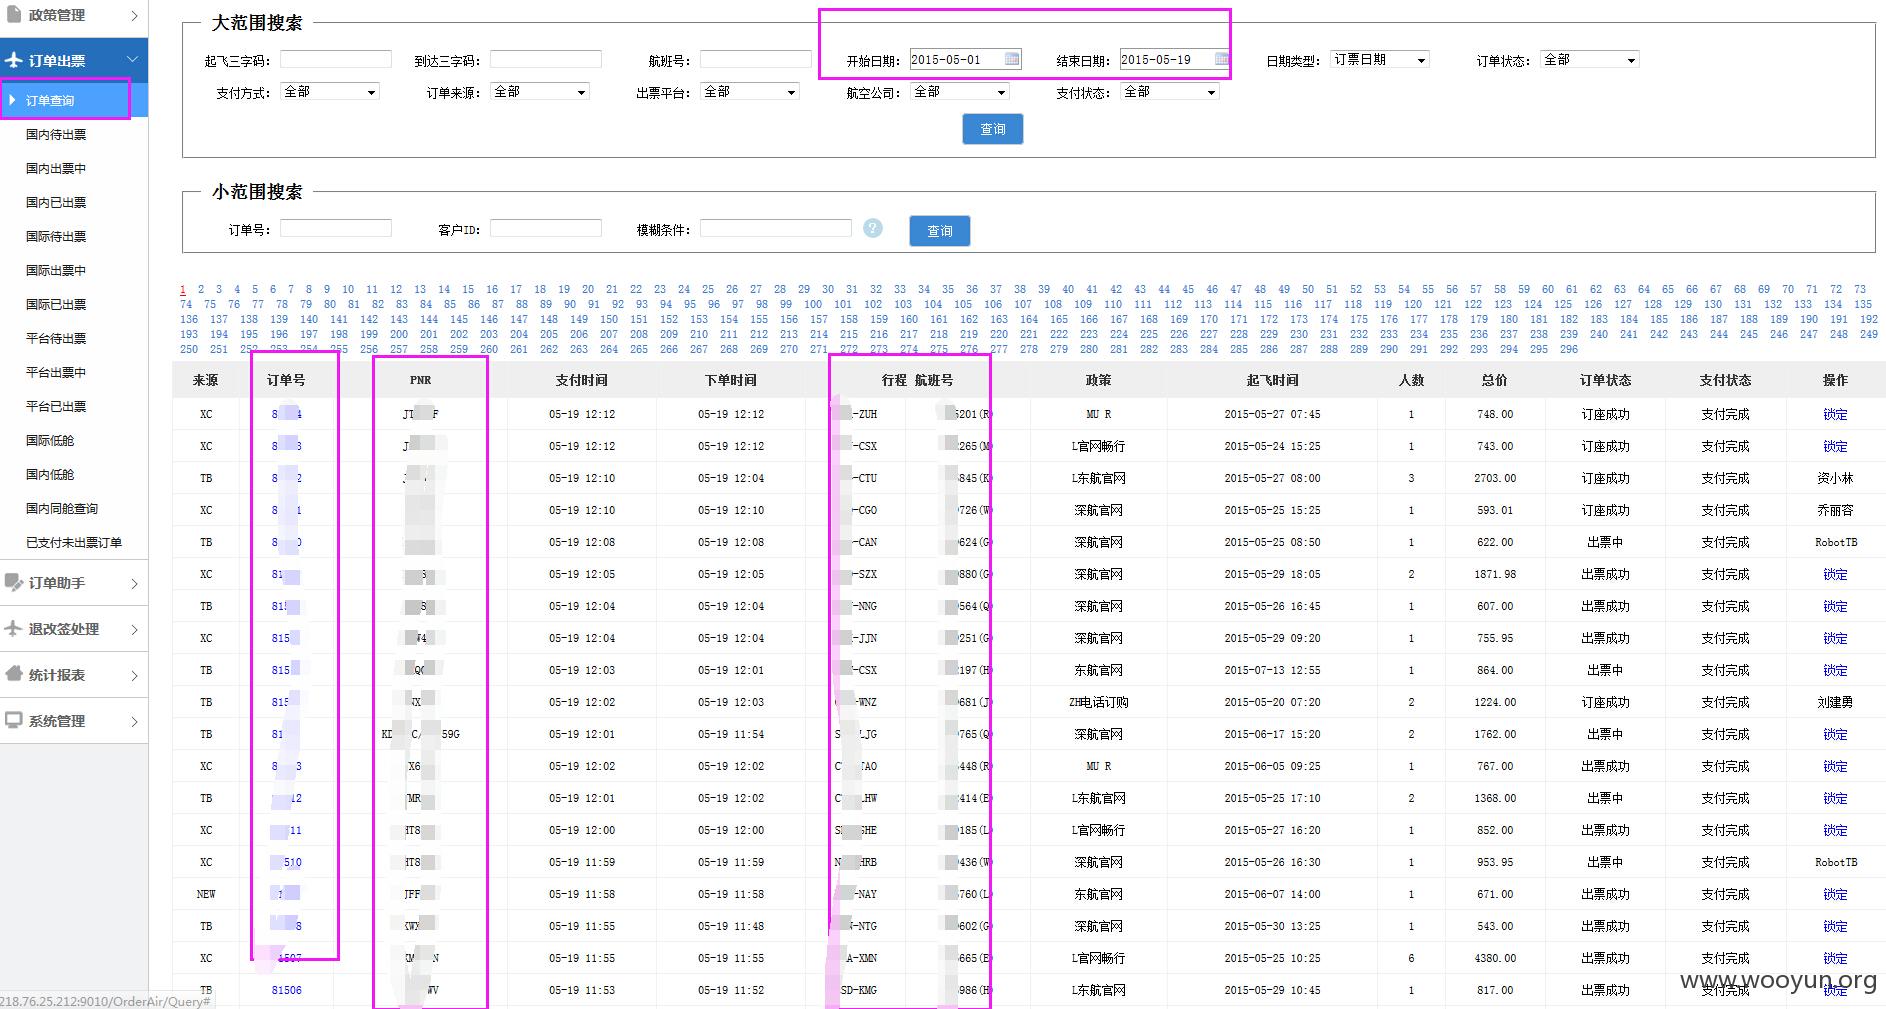 政策管理
订单出票
订单查询
国内待出票
国内出票中
国内已出票
国际待出票
国际出票中
国际已出票
平台待出票
平台出票中
平台已出票
国际低舱
国内低舱
国内同舱查询
已支付未出票订单
订单助手
退改签处理
统计报表
系统管理
大范围搜索
起飞三字码: 到达三字码: 航班号: 开始日期: 2015-05-01 结束日期: 2015-05-19 日期类型: 订票日期 订单状态: 全部
支付方式: 全部 订单来源: 全部 出票平台: 全部 航空公司: 全部 支付状态: 全部
查询
小范围搜索
订单号: 客户ID: 模糊条件: ? 查询
1 2 3 4 5 6 7 8 9 10 11 12 13 14 15 16 17 18 19 20 21 22 23 24 25 26 27 28 29 30 31 32 33 34 35 36 37 38 39 40 41 42 43 44 45 46 47 48 49 50 51 52 53 54 55 56 57 58 59 60 61 62 63 64 65 66 67 68 69 70 71 72 73
74 75 76 77 78 79 80 81 82 83 84 85 86 87 88 89 90 91 92 93 94 95 96 97 98 99 100 101 102 103 104 105 106 107 108 109 110 111 112 113 114 115 116 117 118 119 120 121 122 123 124 125 126 127 128 129 130 131 132 133 134 135
136 137 138 139 140 141 142 143 144 145 146 147 148 149 150 151 152 153 154 155 156 157 158 159 160 161 162 163 164 165 166 167 168 169 170 171 172 173 174 175 176 177 178 179 180 181 182 183 184 185 186 187 188 189 190 191 192
193 194 195 196 197 198 199 200 201 202 203 204 205 206 207 208 209 210 211 212 213 214 215 216 217 218 219 220 221 222 223 224 225 226 227 228 229 230 231 232 233 234 235 236 237 238 239 240 241 242 243 244 245 246 247 248 249
250 251 252 253 254 255 256 257 258 259 260 261 262 263 264 265 266 267 268 269 270 271 272 273 274 275 276 277 278 279 280 281 282 283 284 285 286 287 288 289 290 291 292 293 294 295 296
来源 订单号 PNR 支付时间 下单时间 行程 航班号 政策 起飞时间 人数 总价 订单状态 支付状态 操作
XC 05-19 12:12 05-19 12:12 -ZUH 5201(R) MU R 2015-05-27 07:45 1 748.00 订座成功 支付完成 锁定
XC 05-19 12:12 05-19 12:12 -CSX 265(M) L官网畅行 2015-05-24 15:25 1 743.00 订座成功 支付完成 锁定
TB 05-19 12:10 05-19 12:04 -CTU 845(K) L东航官网 2015-05-27 08:00 3 2703.00 订座成功 支付完成 资小林
XC 05-19 12:10 05-19 12:10 -CGO 726(W) 深航官网 2015-05-25 15:25 1 593.01 订座成功 支付完成 乔丽容
TB 05-19 12:08 05-19 12:08 -CAN 624(G) 深航官网 2015-05-25 08:50 1 622.00 出票中 支付完成 RobotTB
XC 81 05-19 12:05 05-19 12:05 -SZX 880(G) 深航官网 2015-05-29 18:05 2 1871.98 出票成功 支付完成 锁定
TB 81 05-19 12:04 05-19 12:04 -NNG 564(Q) 深航官网 2015-05-26 16:45 1 607.00 出票成功 支付完成 锁定
XC 815 W4 05-19 12:04 05-19 12:04 -JJN 251(G) 深航官网 2015-05-29 09:20 1 755.95 出票成功 支付完成 锁定
TB 815 05-19 12:03 05-19 12:01 -CSX 197(H) 东航官网 2015-07-13 12:55 1 864.00 出票中 支付完成 锁定
TB 815 05-19 12:02 05-19 12:03 -WNZ 681(J) ZH电话订购 2015-05-20 07:20 2 1224.00 订座成功 支付完成 刘建勇
TB 81 59G 05-19 12:01 05-19 11:54 LJG 765(Q) 深航官网 2015-06-17 15:20 2 1762.00 出票中 支付完成 锁定
XC X6 05-19 12:02 05-19 12:02 TAO 448(R) MU R 2015-06-05 09:25 1 767.00 出票成功 支付完成 锁定
TB 12 MR 05-19 12:01 05-19 12:02 LHW 414(E) L东航官网 2015-05-25 17:10 2 1368.00 出票中 支付完成 锁定
XC 11 HT8 05-19 12:00 05-19 12:00 SHE 185(L) L官网畅行 2015-05-27 16:20 1 852.00 出票成功 支付完成 锁定
XC 510 HT8 05-19 11:59 05-19 11:59 HRB 436(W) 深航官网 2015-05-26 16:30 1 953.95 出票中 支付完成 RobotTB
NEW JFF 05-19 11:58 05-19 11:58 -NAY 760(L) 东航官网 2015-06-07 14:00 1 671.00 出票成功 支付完成 锁定
TB 8 05-19 11:55 05-19 11:48 -NTG 602(G) 深航官网 2015-05-30 13:25 1 543.00 出票成功 支付完成 锁定
XC 1507 05-19 11:55 05-19 11:55 A-XMN 665(E) L官网畅行 2015-05-25 10:25 6 4380.00 出票成功 支付完成 锁定
TB 81506 WV 05-19 11:53 05-19 11:52 SD-KMG 986(H) L东航官网 2015-05-29 10:45 1 817.00 出票成功 支付完成 锁定
218.76.25.212:9010/OrderAir/Query#
www.wooyun.org